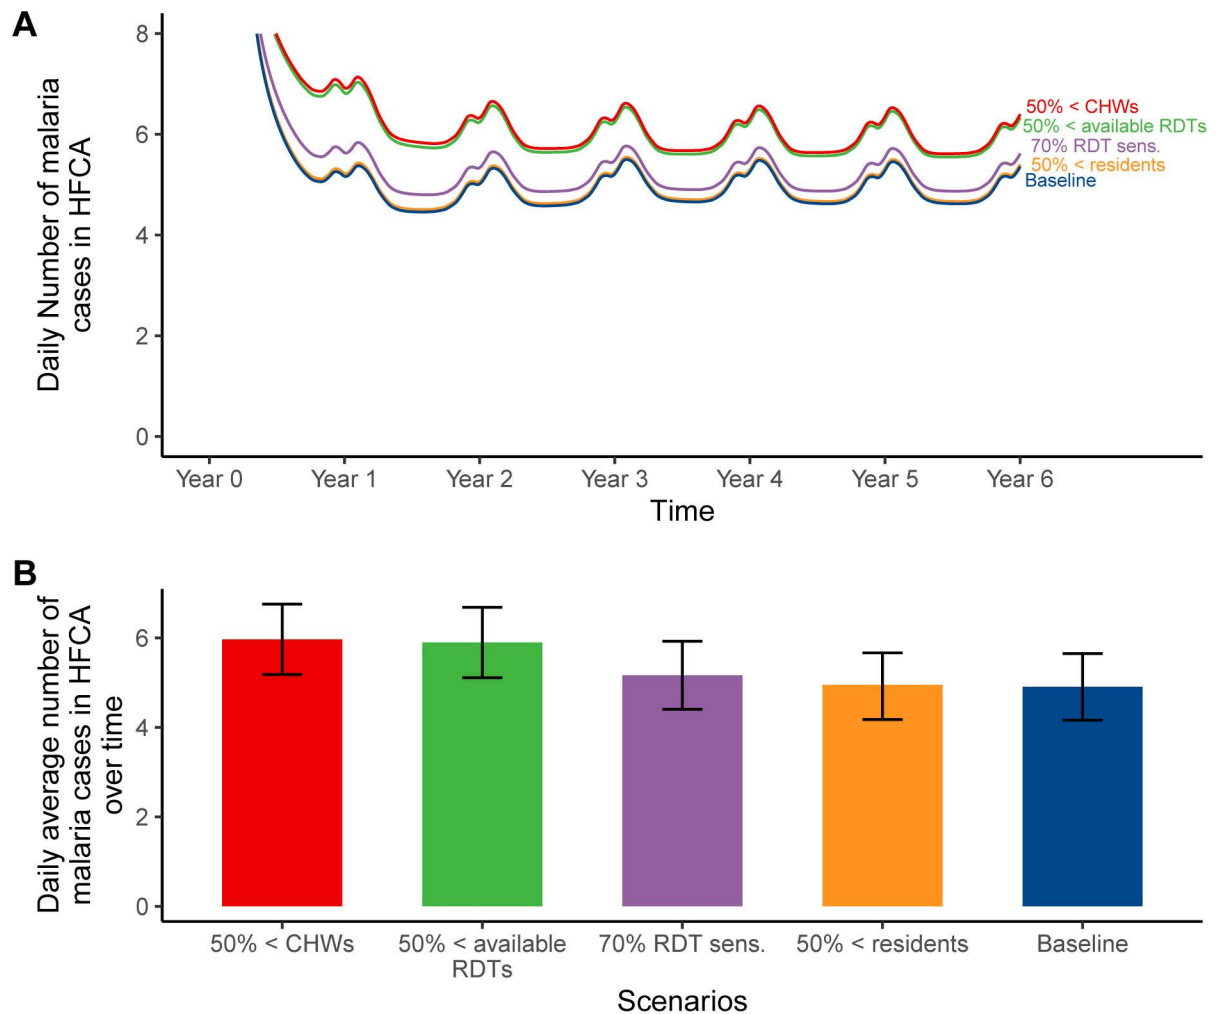 A
8
6
4
2
0
Daily Number of malaria
cases in HFCA
50% < CHWs
50% < available RDTs
70% RDT sens.
50% < residents
Baseline
Year 0 Year 1 Year 2 Year 3 Year 4 Year 5 Year 6
Time
B
6
4
2
0
Daily average number of
malaria cases in HFCA
over time
50% < CHWs 50% < available 70% RDT sens. 50% < residents Baseline
RDTs
Scenarios